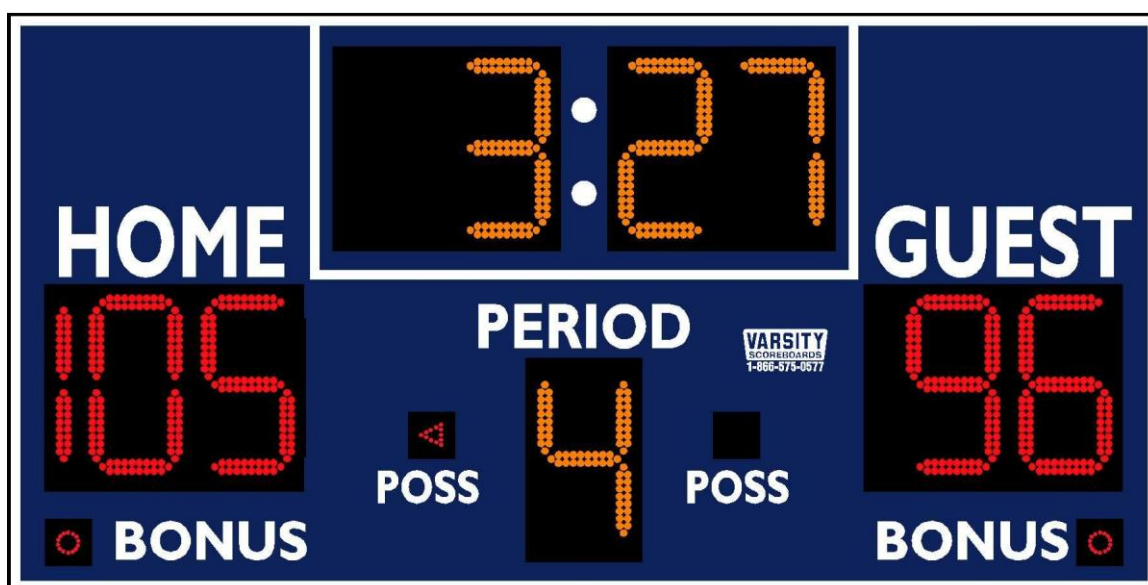 3:27
HOME
GUEST
105
PERIOD
VARSITY
SCOREBOARDS
1-866-575-0577
96
4
POSS
POSS
BONUS
BONUS